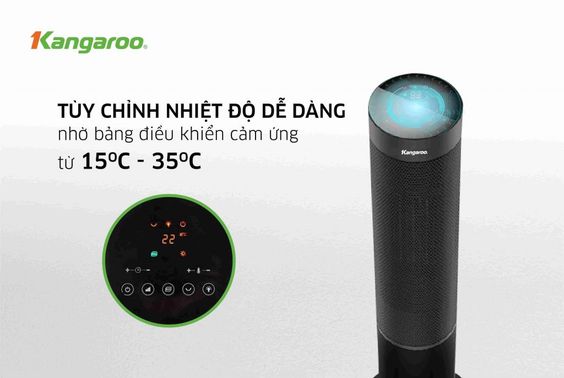 Kangaroo®
TÙY CHỈNH NHIỆT ĐỘ DỄ DÀNG
nhờ bảng điều khiển cảm ứng
từ 15ºC - 35ºC
Kangaroo
22